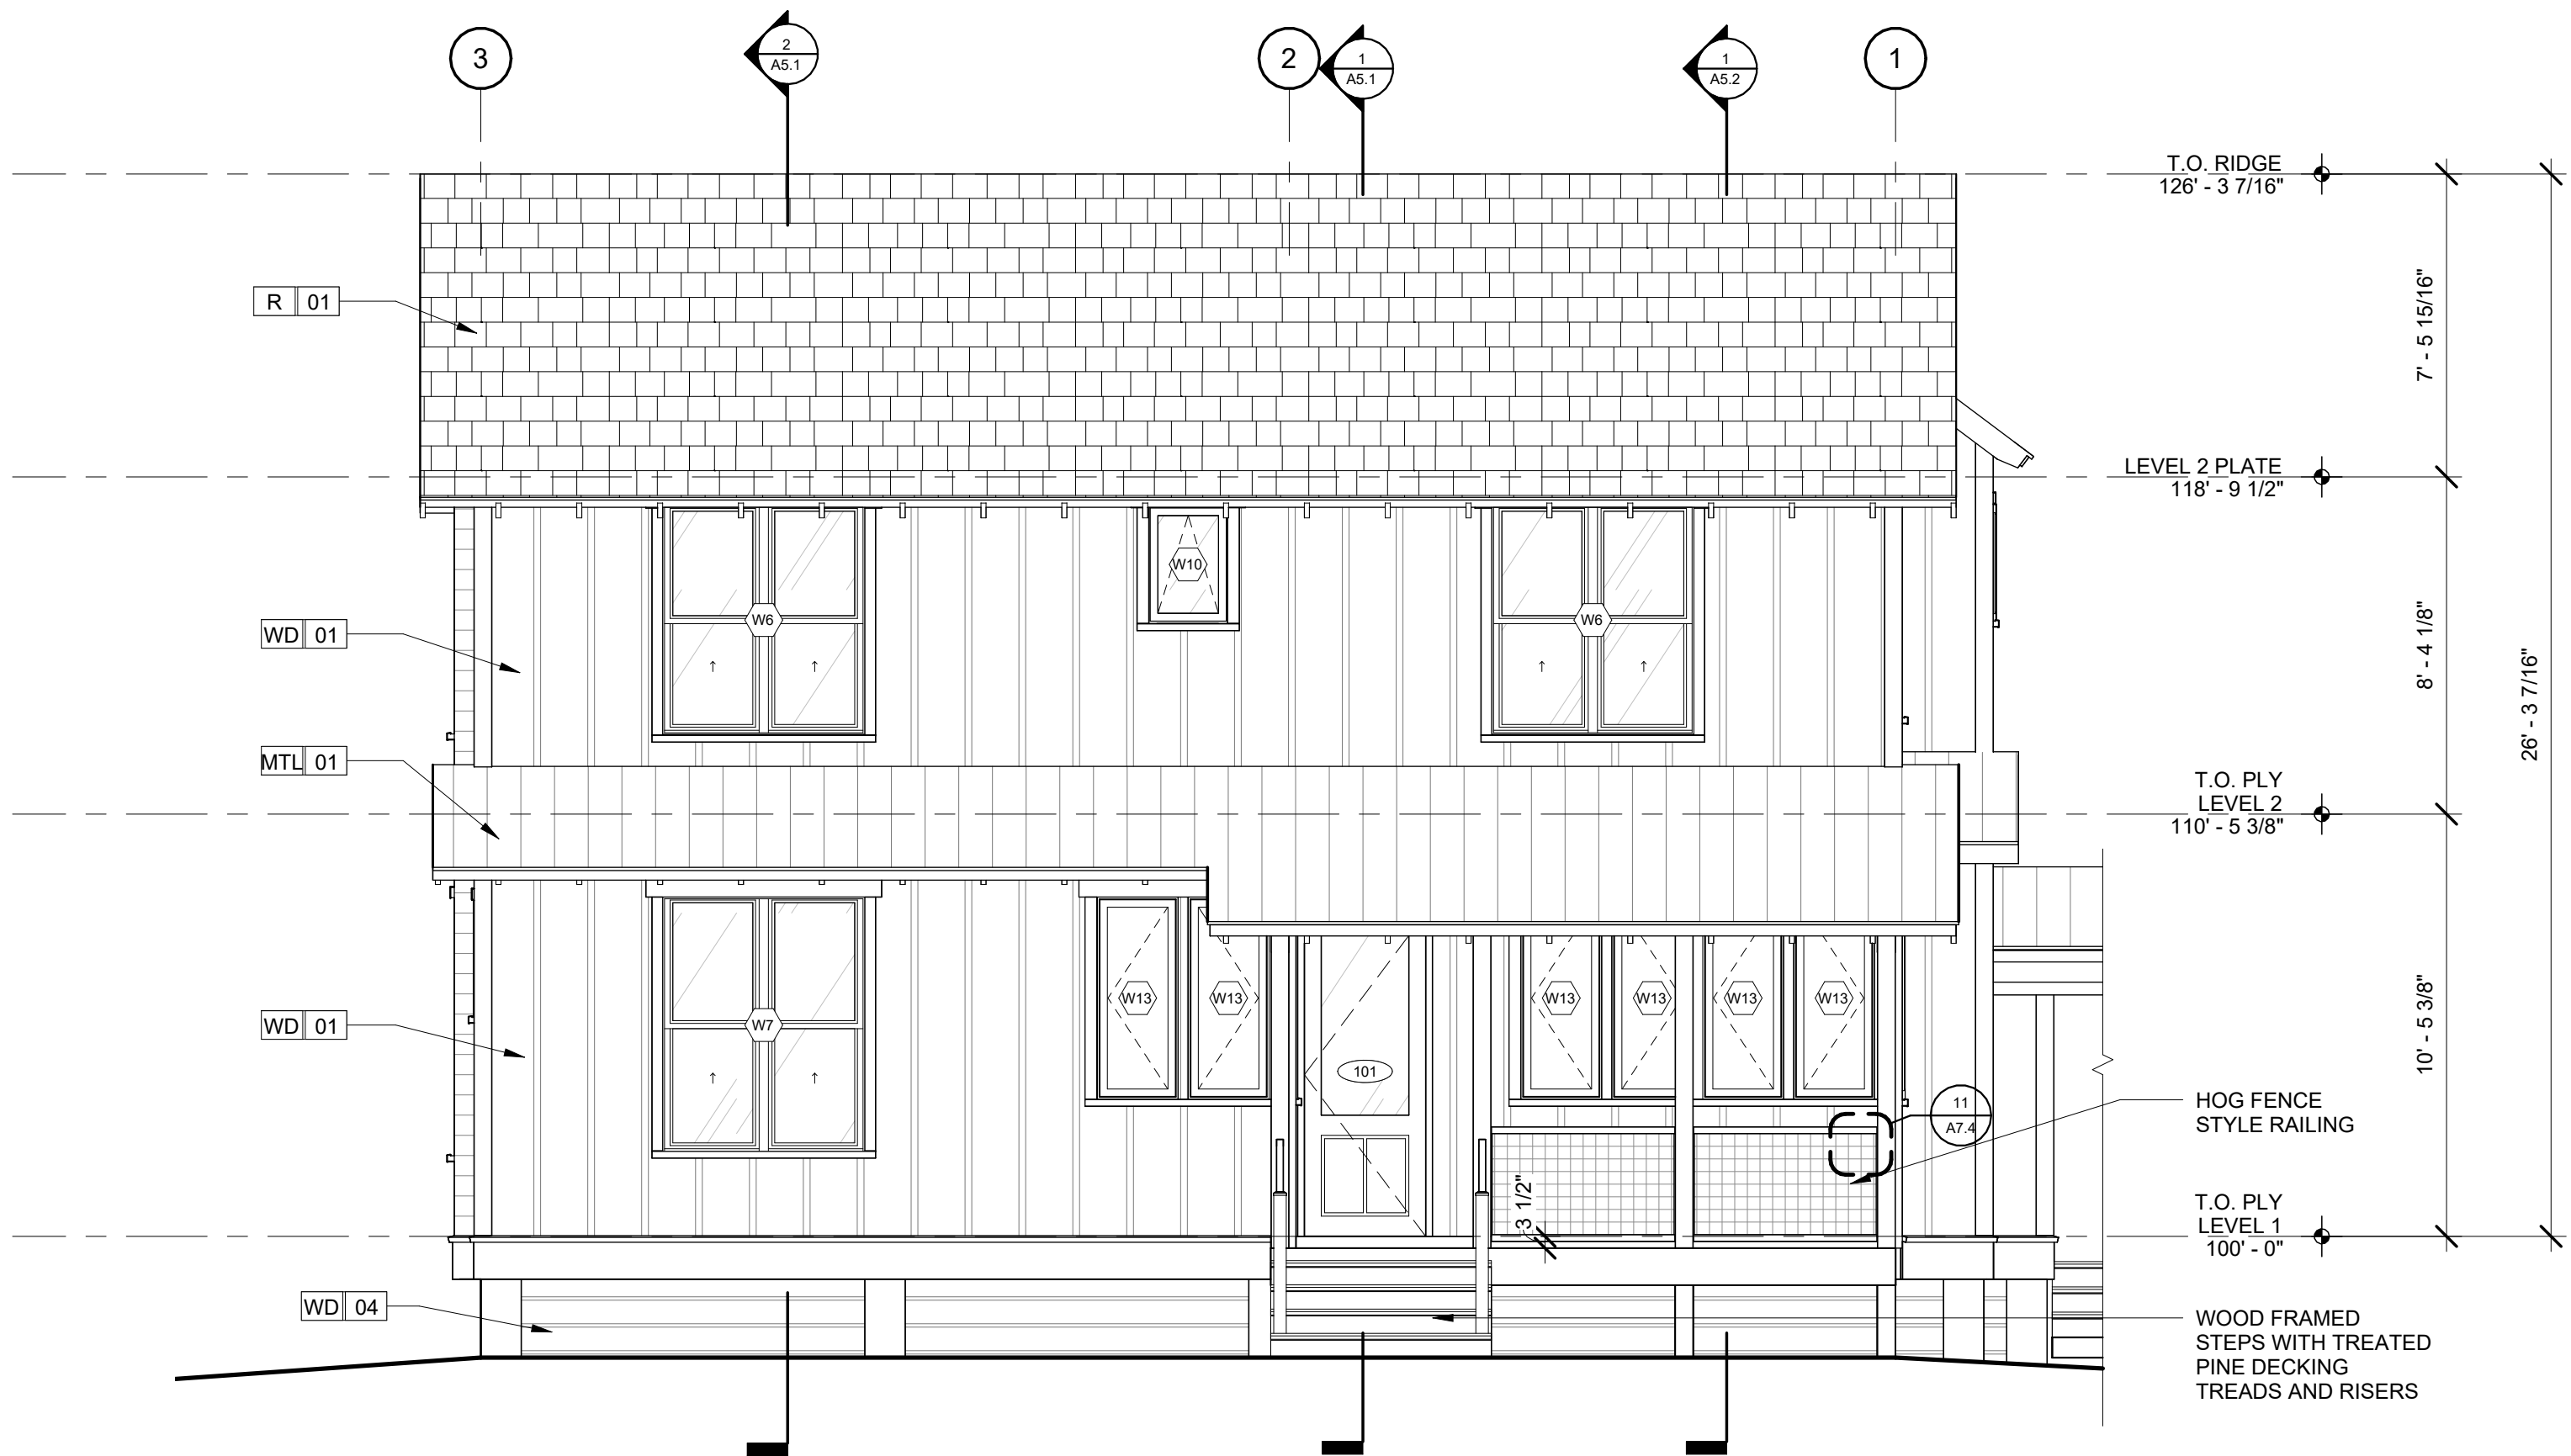 3
2
A5.1
2
1
A5.1
1
A5.2
1
T.O. RIDGE
126' - 3 7/16"
R 01
7' - 5 15/16"
LEVEL 2 PLATE
118' - 9 1/2"
W10
W6
W6
WD 01
8' - 4 1/8"
26' - 3 7/16"
MTL 01
T.O. PLY
LEVEL 2
110' - 5 3/8"
W13
W13
W13
W13
W13
W13
W7
WD 01
10' - 5 3/8"
101
11
A7.4
HOG FENCE
STYLE RAILING
3 1/2"
T.O. PLY
LEVEL 1
100' - 0"
WD 04
WOOD FRAMED
STEPS WITH TREATED
PINE DECKING
TREADS AND RISERS